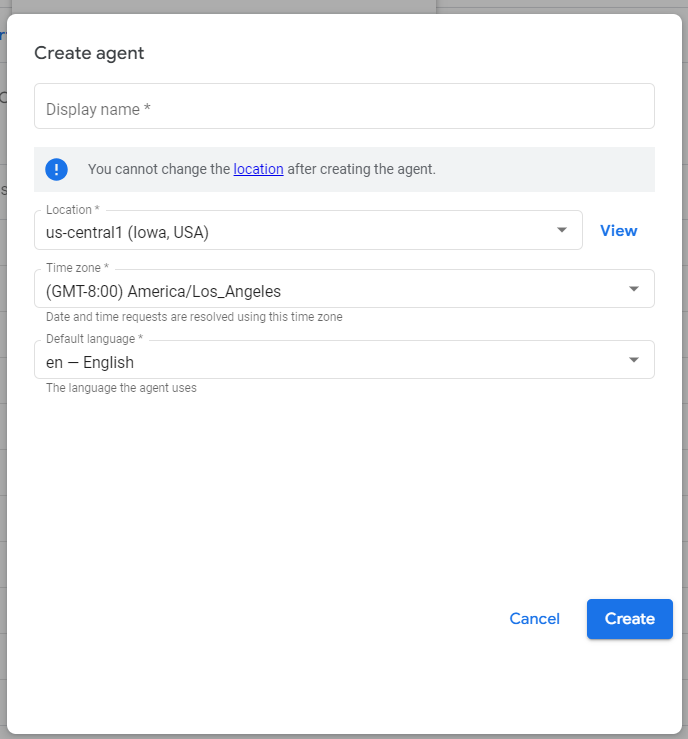 Create agent
Display name *
You cannot change the location after creating the agent.
Location *
us-central1 (Iowa, USA)
View
Time zone *
(GMT-8:00) America/Los_Angeles
Date and time requests are resolved using this time zone
Default language *
en — English
The language the agent uses
Cancel
Create